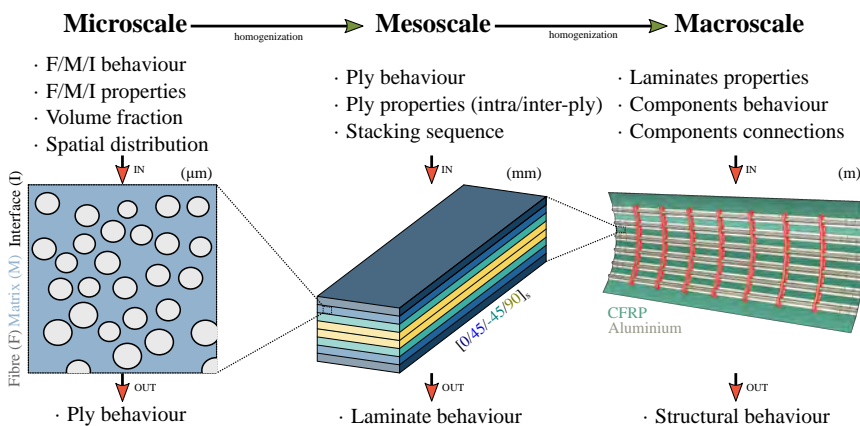 Microscale
homogenization
Mesoscale
homogenization
Macroscale
· F/M/I behaviour
· F/M/I properties
· Volume fraction
· Spatial distribution
· Ply behaviour
· Ply properties (intra/inter-ply)
· Stacking sequence
· Laminates properties
· Components behaviour
· Components connections
IN
(μm)
IN
(mm)
IN
(m)
Fibre (F) Matrix (M) Interface (I)
[0/45/-45/90]s
CFRP
Aluminium
OUT
OUT
OUT
· Ply behaviour
· Laminate behaviour
· Structural behaviour